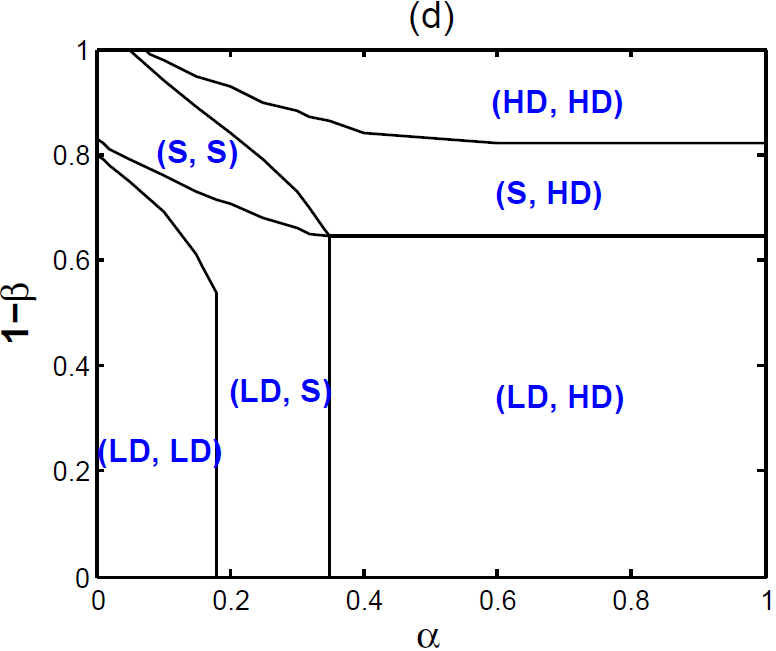 (d)
1
(HD, HD)
0.8
(S, S)
(S, HD)
0.6
1−β
0.4
(LD, S)
(LD, HD)
(LD, LD)
0.2
0
0 0.2 0.4 0.6 0.8 1
α